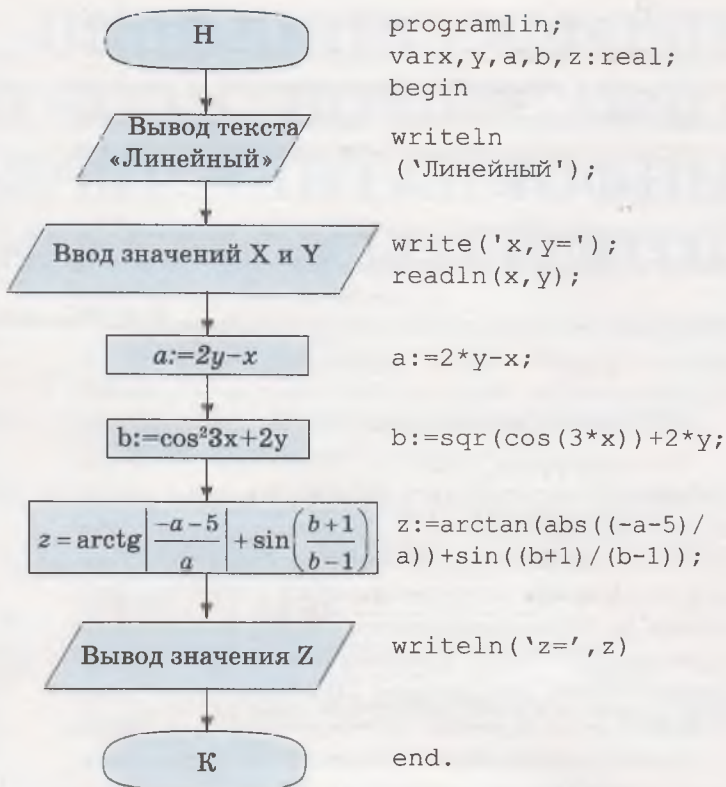 Н
programlin;
varx,y,a,b,z:real;
begin
Вывод текста
«Линейный»
writeln
(‘Линейный');
Ввод значений X и Y
write('x,y=');
readln(x,y);
a:=2y−x
a:=2*y-x;
b:=cos²3x+2y
b:=sqr(cos(3*x))+2*y;
z = arctg|(−a−5)/a| + sin((b+1)/(b−1))
z:=arctan(abs((-a-5)/
a))+sin((b+1)/(b-1));
Вывод значения Z
writeln(‘z=’,z)
К
end.